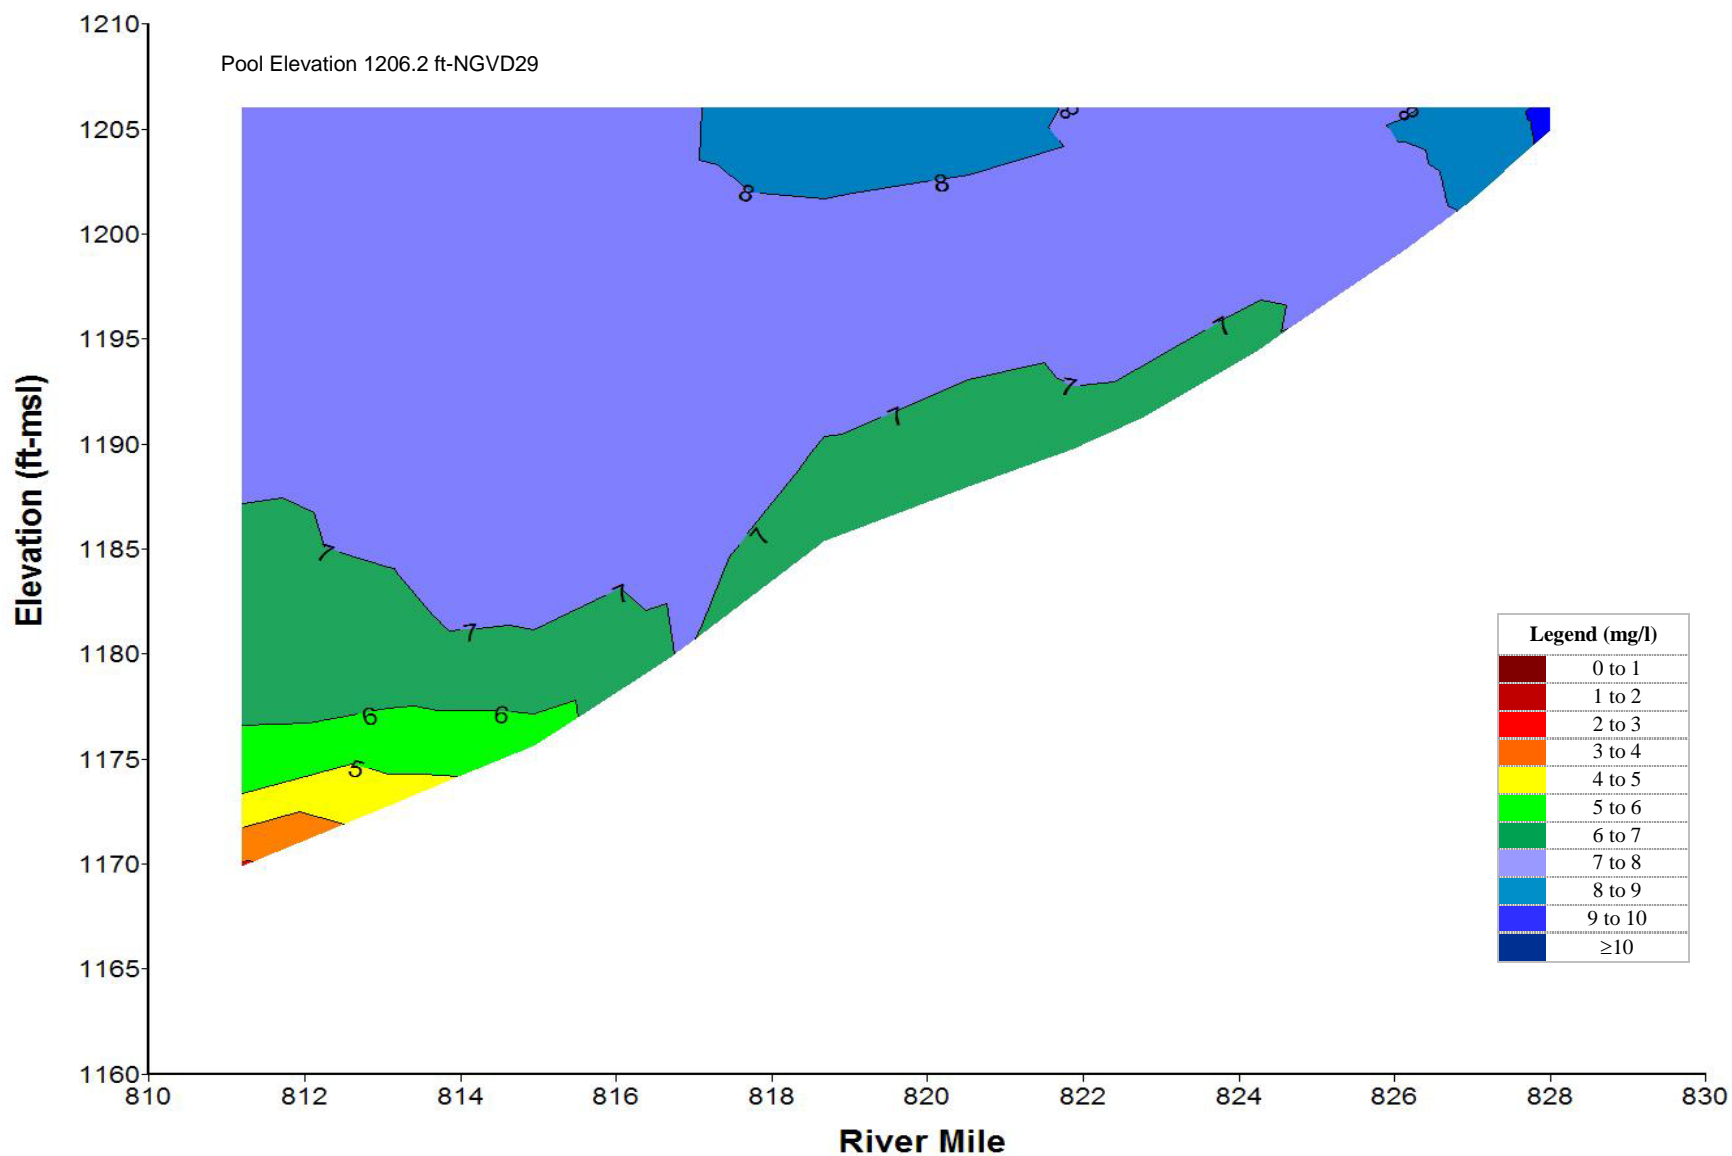 1210
Pool Elevation 1206.2 ft-NGVD29
1205
8
8
8
8
1200
1195
7
7
7
1190
Elevation (ft-msl)
1185
7
7
7
7
1180
6
6
1175
5
1170
1165
1160
Legend (mg/l)
0 to 1
1 to 2
2 to 3
3 to 4
4 to 5
5 to 6
6 to 7
7 to 8
8 to 9
9 to 10
≥10
810 812 814 816 818 820 822 824 826 828 830
River Mile